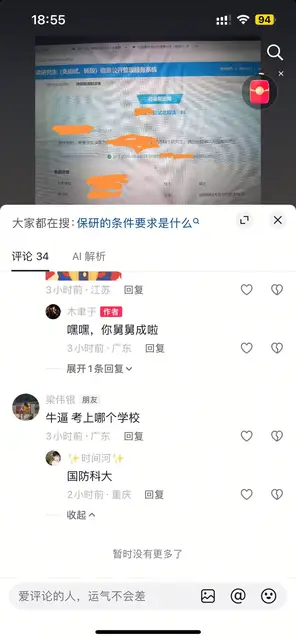 18:55
94
大家都在搜：保研的条件要求是什么
评论 34
AI 解析
3小时前 · 江苏
回复
木聿于 作者
嘿嘿，你舅舅成啦
3小时前 · 广东
回复
展开1条回复
梁伟银 朋友
牛逼 考上哪个学校
3小时前 · 广东
回复
✨时间河✨
国防科大
2小时前 · 重庆
回复
收起
暂时没有更多了
爱评论的人，运气不会差